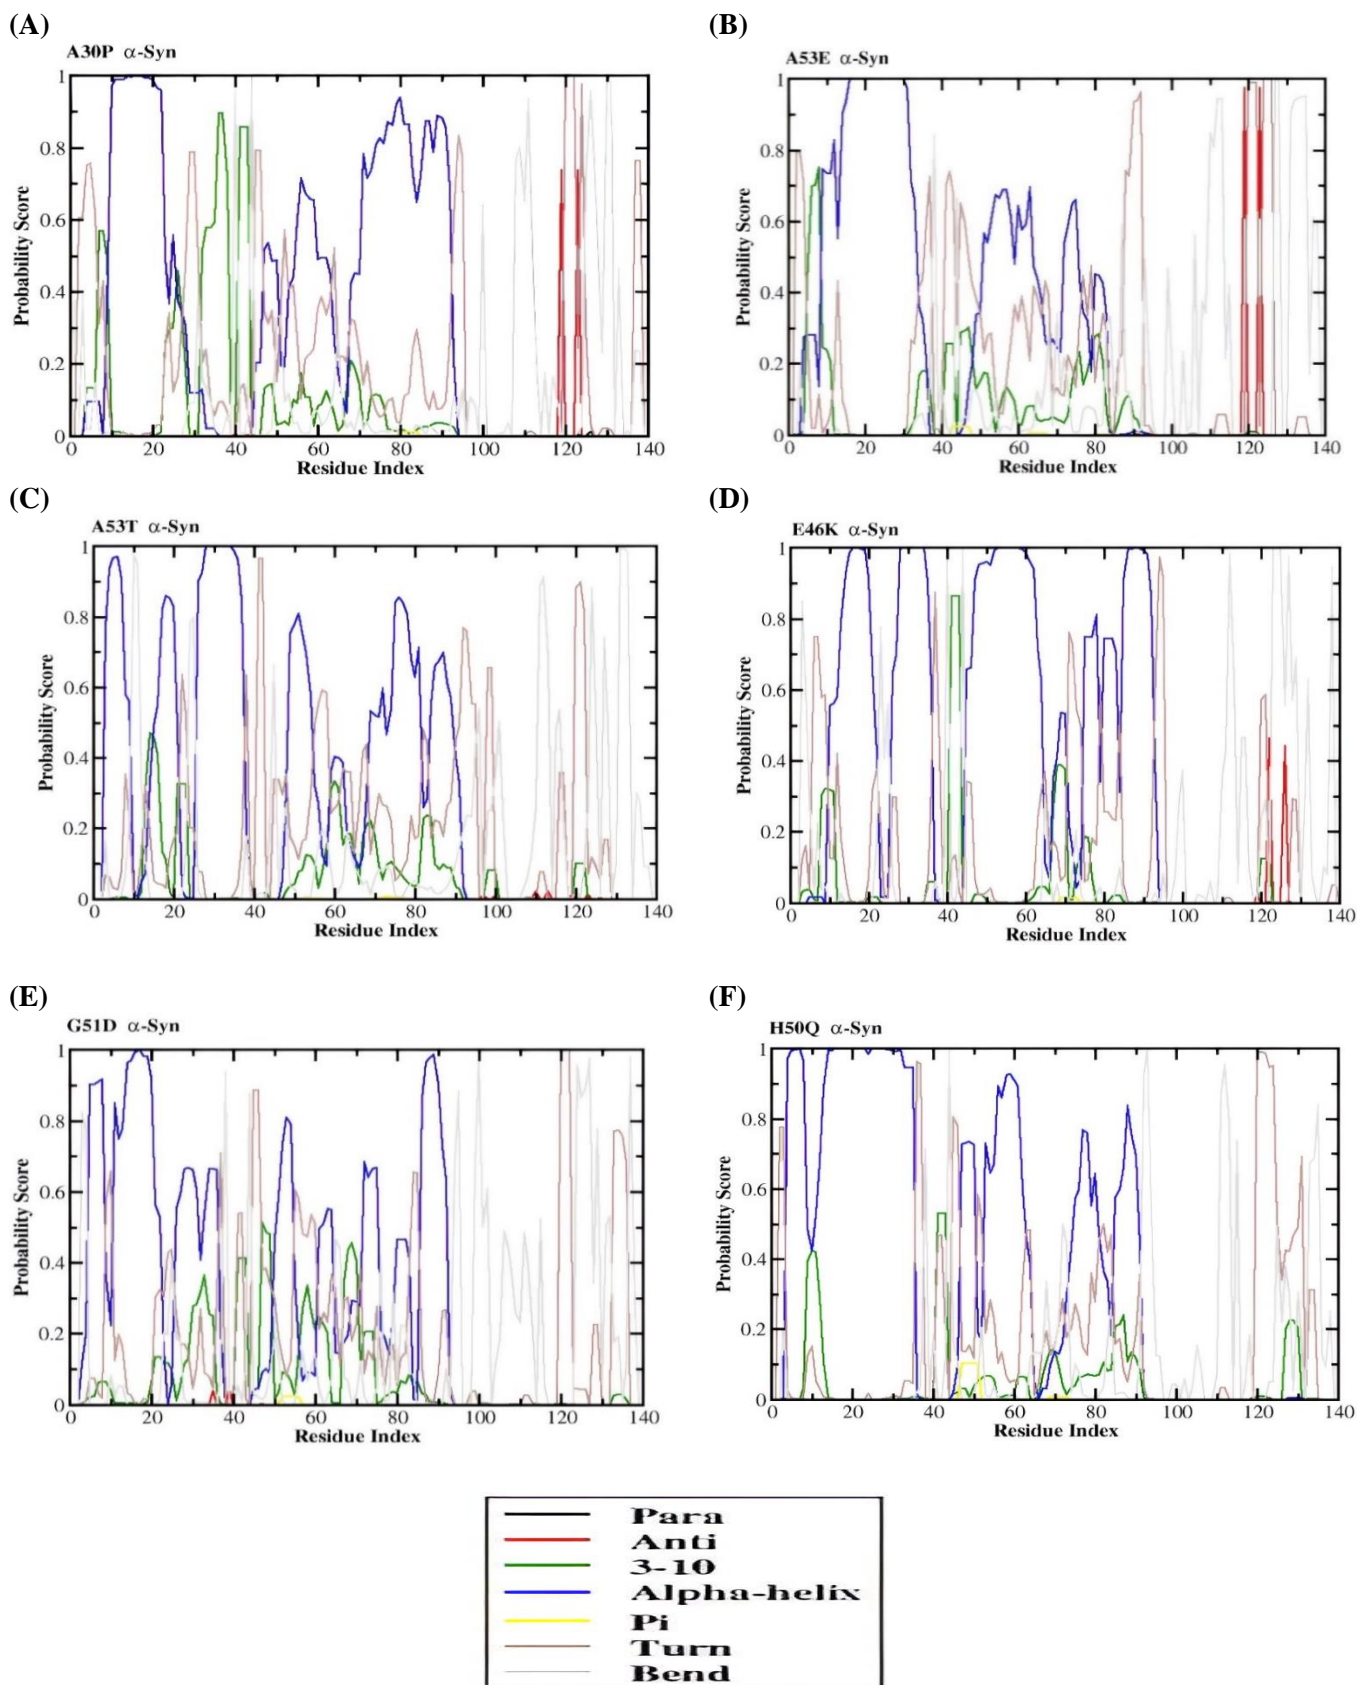 (A)
A30P α-Syn
1
0.8
0.6
0.4
0.2
0
Probability Score
0 20 40 60 80 100 120 140
Residue Index
(B)
A53E α-Syn
1
0.8
0.6
0.4
0.2
0
Probability Score
0 20 40 60 80 100 120 140
Residue Index
(C)
A53T α-Syn
1
0.8
0.6
0.4
0.2
0
Probability Score
0 20 40 60 80 100 120 140
Residue Index
(D)
E46K α-Syn
1
0.8
0.6
0.4
0.2
0
Probability Score
0 20 40 60 80 100 120 140
Residue Index
(E)
G51D α-Syn
1
0.8
0.6
0.4
0.2
0
Probability Score
0 20 40 60 80 100 120 140
Residue Index
(F)
H50Q α-Syn
1
0.8
0.6
0.4
0.2
0
Probability Score
0 20 40 60 80 100 120 140
Residue Index
Para
Anti
3-10
Alpha-helix
Pi
Turn
Bend